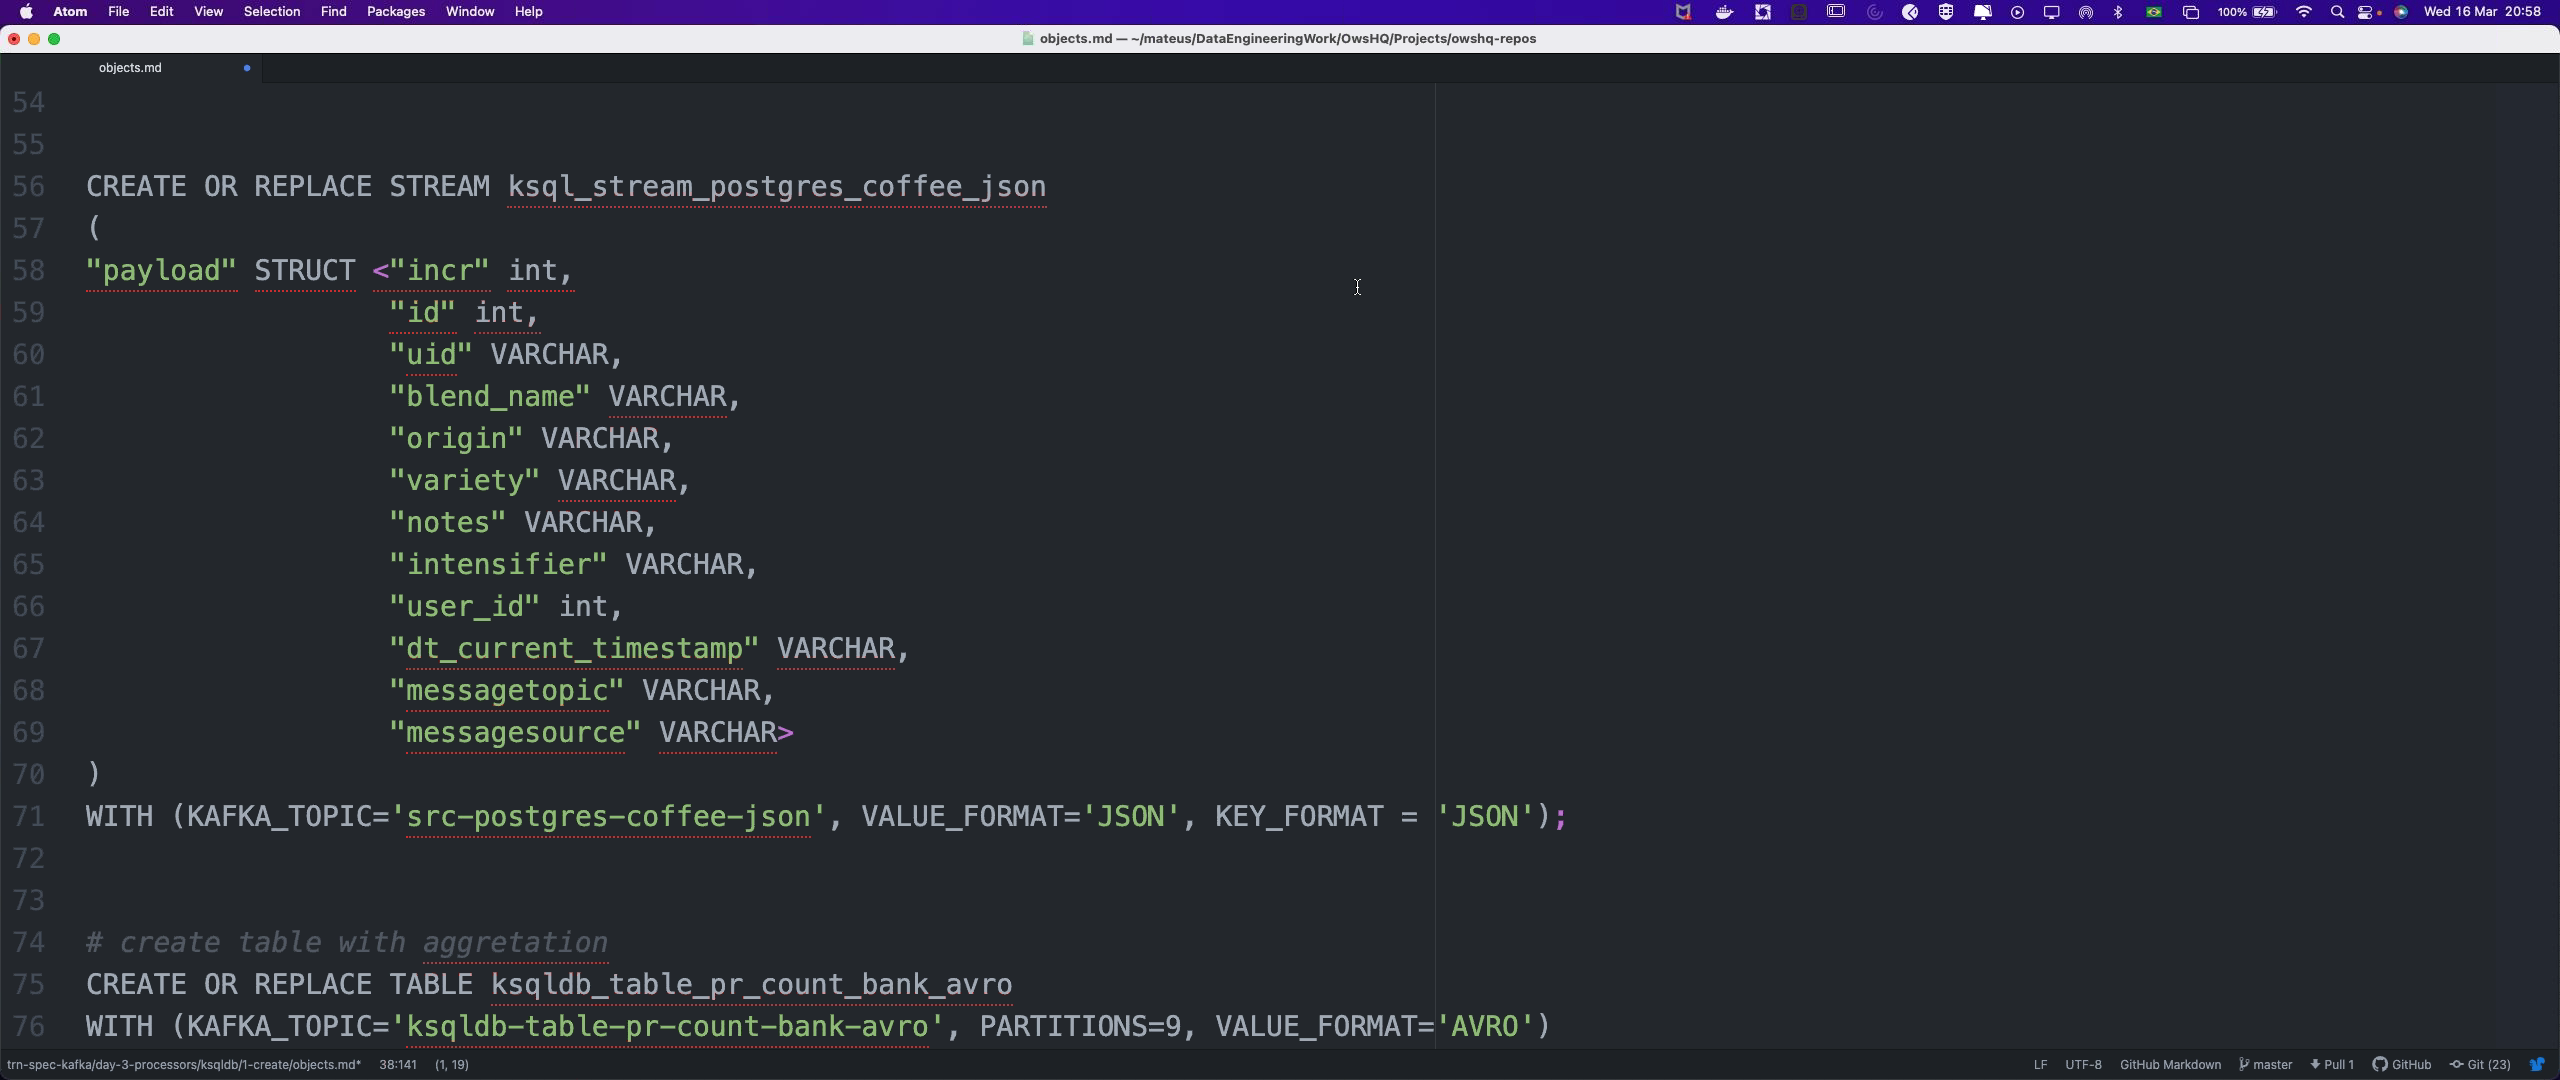 Atom File Edit View Selection Find Packages Window Help 100% Wed 16 Mar 20:58
objects.md — ~/mateus/DataEngineeringWork/OwsHQ/Projects/owshq-repos
objects.md
54
55
56 CREATE OR REPLACE STREAM ksql_stream_postgres_coffee_json
57 (
58 "payload" STRUCT <"incr" int,
59 "id" int,
60 "uid" VARCHAR,
61 "blend_name" VARCHAR,
62 "origin" VARCHAR,
63 "variety" VARCHAR,
64 "notes" VARCHAR,
65 "intensifier" VARCHAR,
66 "user_id" int,
67 "dt_current_timestamp" VARCHAR,
68 "messagetopic" VARCHAR,
69 "messagesource" VARCHAR>
70 )
71 WITH (KAFKA_TOPIC='src-postgres-coffee-json', VALUE_FORMAT='JSON', KEY_FORMAT = 'JSON');
72
73
74 # create table with aggretation
75 CREATE OR REPLACE TABLE ksqldb_table_pr_count_bank_avro
76 WITH (KAFKA_TOPIC='ksqldb-table-pr-count-bank-avro', PARTITIONS=9, VALUE_FORMAT='AVRO')
trn-spec-kafka/day-3-processors/ksqldb/1-create/objects.md* 38:141 (1, 19) LF UTF-8 GitHub Markdown master Pull 1 GitHub Git (23)